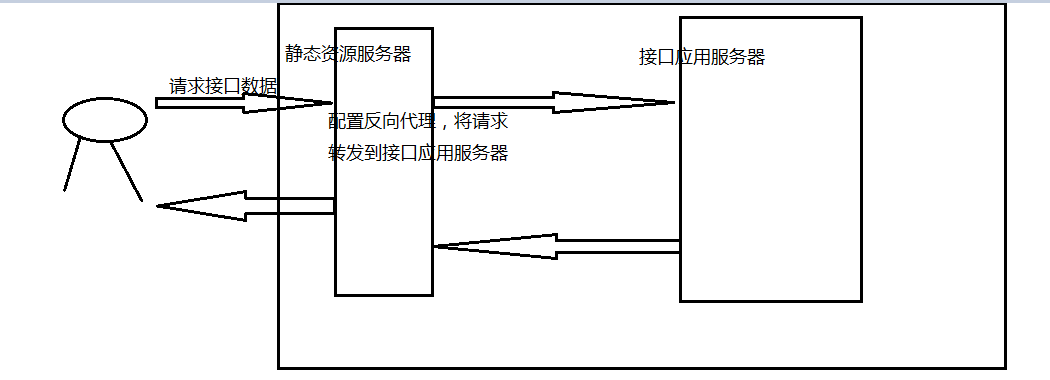 静态资源服务器
接口应用服务器
请求接口数据
配置反向代理，将请求
转发到接口应用服务器